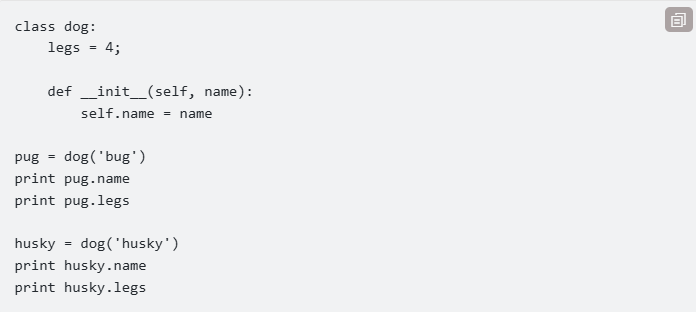 class dog:
    legs = 4;
    def __init__(self, name):
        self.name = name
pug = dog('bug')
print pug.name
print pug.legs
husky = dog('husky')
print husky.name
print husky.legs